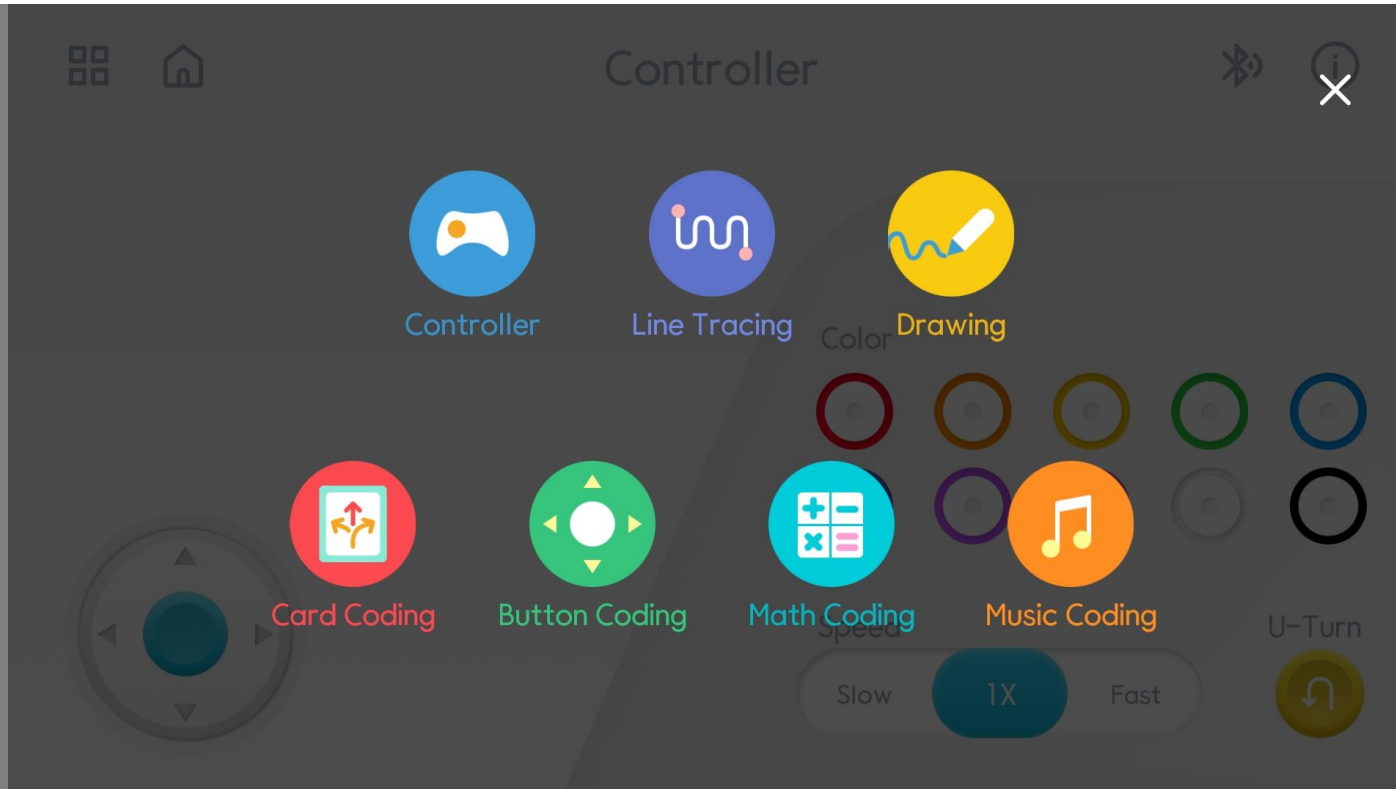 Controller
Controller
Line Tracing
Drawing
Color
Card Coding
Button Coding
Math Coding
Music Coding
Speed
U-Turn
Slow
1X
Fast